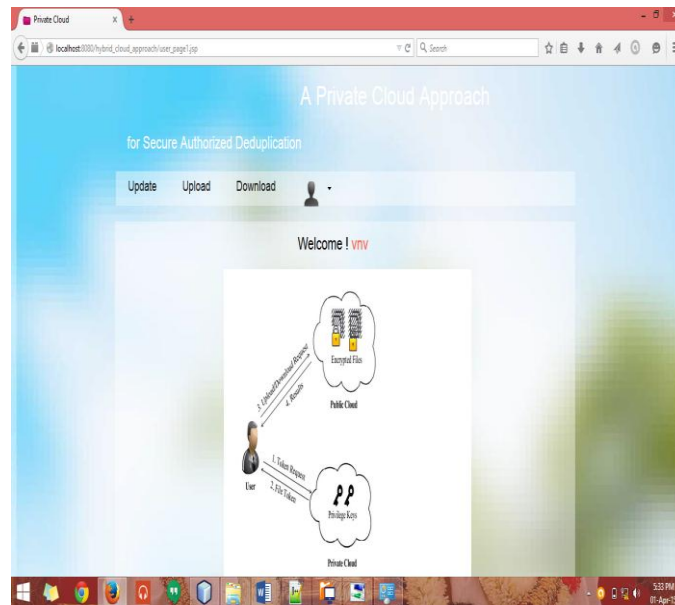 Private Cloud
localhost:8080/hybrid_cloud_approach/user_page1.jsp
Search
A Private Cloud Approach
for Secure Authorized Deduplication
Update Upload Download
Welcome ! vnv
Encrypted Files
Public Cloud
3. Upload/Download Request
4. Results
User
1. Token Request
2. File Token
Privilege Keys
Private Cloud
5:33 PM